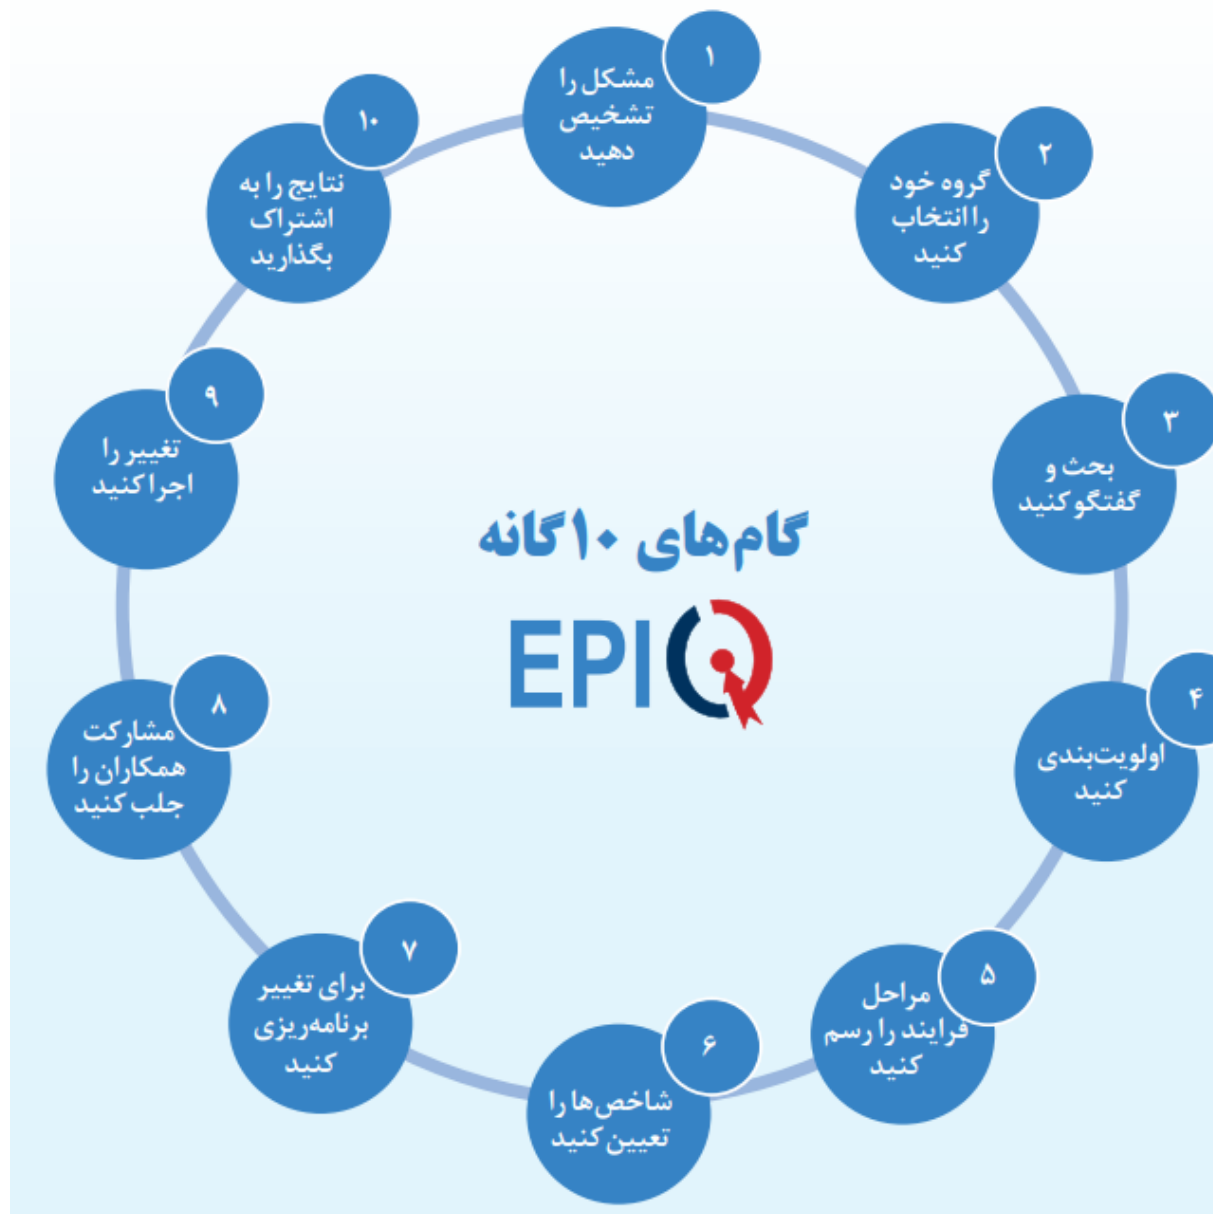 گام‌های ۱۰گانه
EPIQ
۱
مشکل را
تشخیص
دهید
۲
گروه خود
را انتخاب
کنید
۳
بحث و
گفتگو کنید
۴
اولویت‌بندی
کنید
۵
مراحل
فرایند را رسم
کنید
۶
شاخص‌ها را
تعیین کنید
۷
برای تغییر
برنامه‌ریزی
کنید
۸
مشارکت
همکاران را
جلب کنید
۹
تغییر را
اجرا کنید
۱۰
نتایج را به
اشتراک
بگذارید